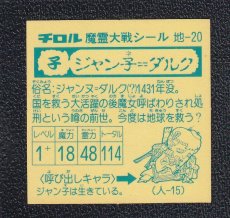 チロル 魔霊大戦シール 地-20
子 ジャン子=ダルク
俗名:ジャンヌ=ダルク(?)1431年没。
国を救う大活躍の後魔女呼ばわりされ処
刑という噂の前世。今度は地球を救う?
レベル 魔力 霊力 トータル
1+ 18 48 114
〈呼び出しキャラ〉
ジャン子は生きている。
(人-15)